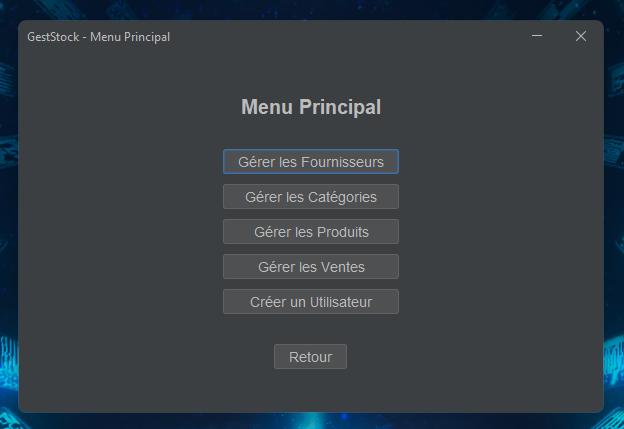 GestStock - Menu Principal
Menu Principal
Gérer les Fournisseurs
Gérer les Catégories
Gérer les Produits
Gérer les Ventes
Créer un Utilisateur
Retour